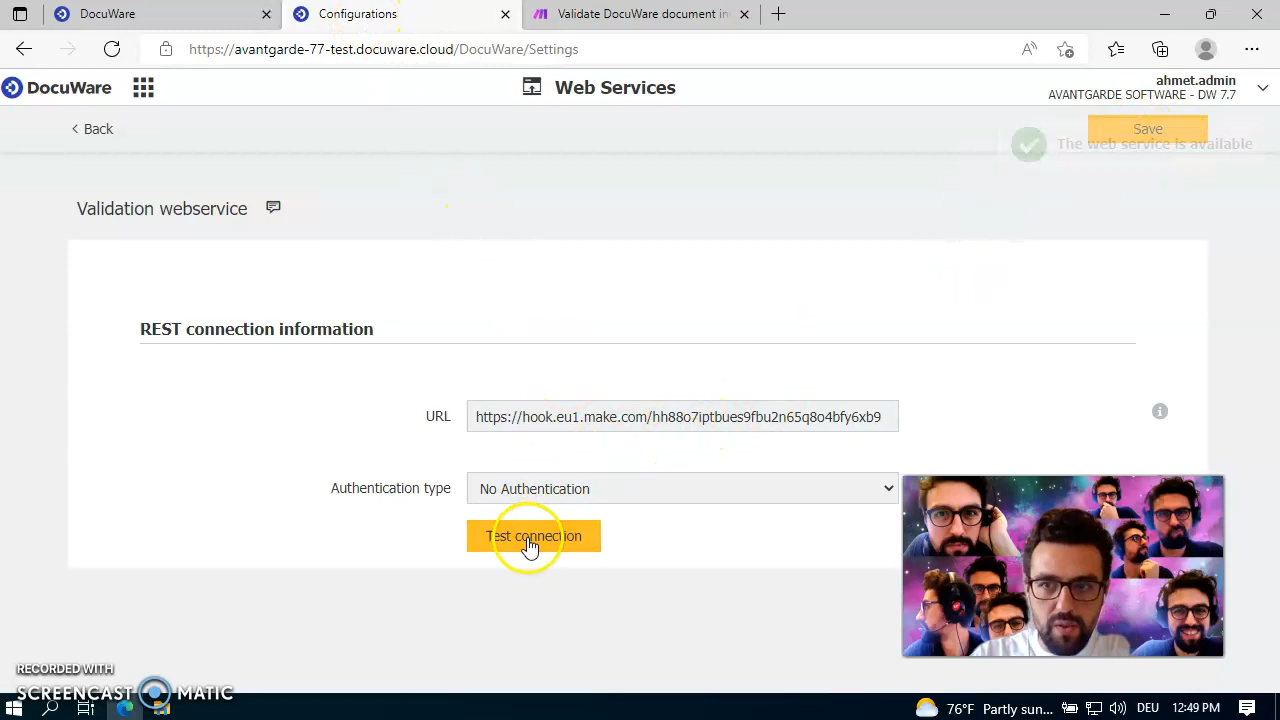 DocuWare
Configurations
Validate DocuWare document in
https://avantgarde-77-test.docuware.cloud/DocuWare/Settings
DocuWare
Web Services
ahmet.admin
AVANTGARDE SOFTWARE - DW 7.7
Back
Save
The web service is available
Validation webservice
REST connection information
URL
https://hook.eu1.make.com/hh88o7iptbues9fbu2n65q8o4bfy6xb9
Authentication type
No Authentication
Test connection
RECORDED WITH
SCREENCAST MATIC
76°F Partly sun...
DEU
12:49 PM